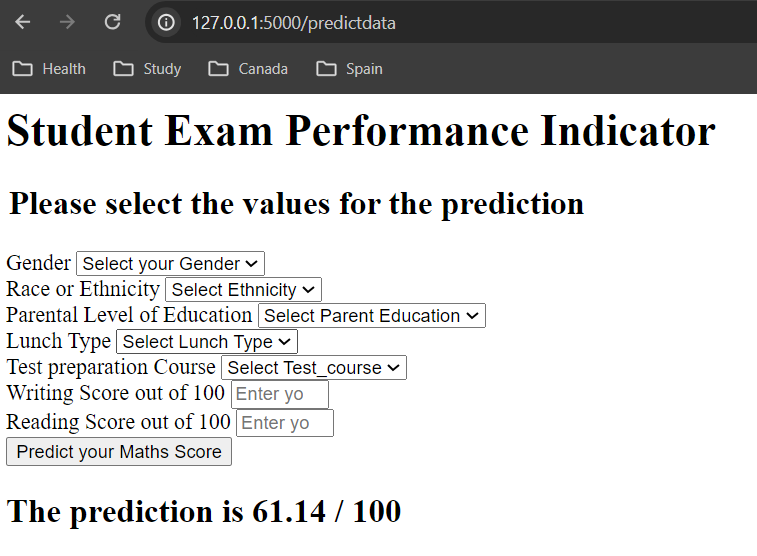 127.0.0.1:5000/predictdata
Health Study Canada Spain
Student Exam Performance Indicator
Please select the values for the prediction
Gender Select your Gender
Race or Ethnicity Select Ethnicity
Parental Level of Education Select Parent Education
Lunch Type Select Lunch Type
Test preparation Course Select Test_course
Writing Score out of 100 Enter yo
Reading Score out of 100 Enter yo
Predict your Maths Score
The prediction is 61.14 / 100